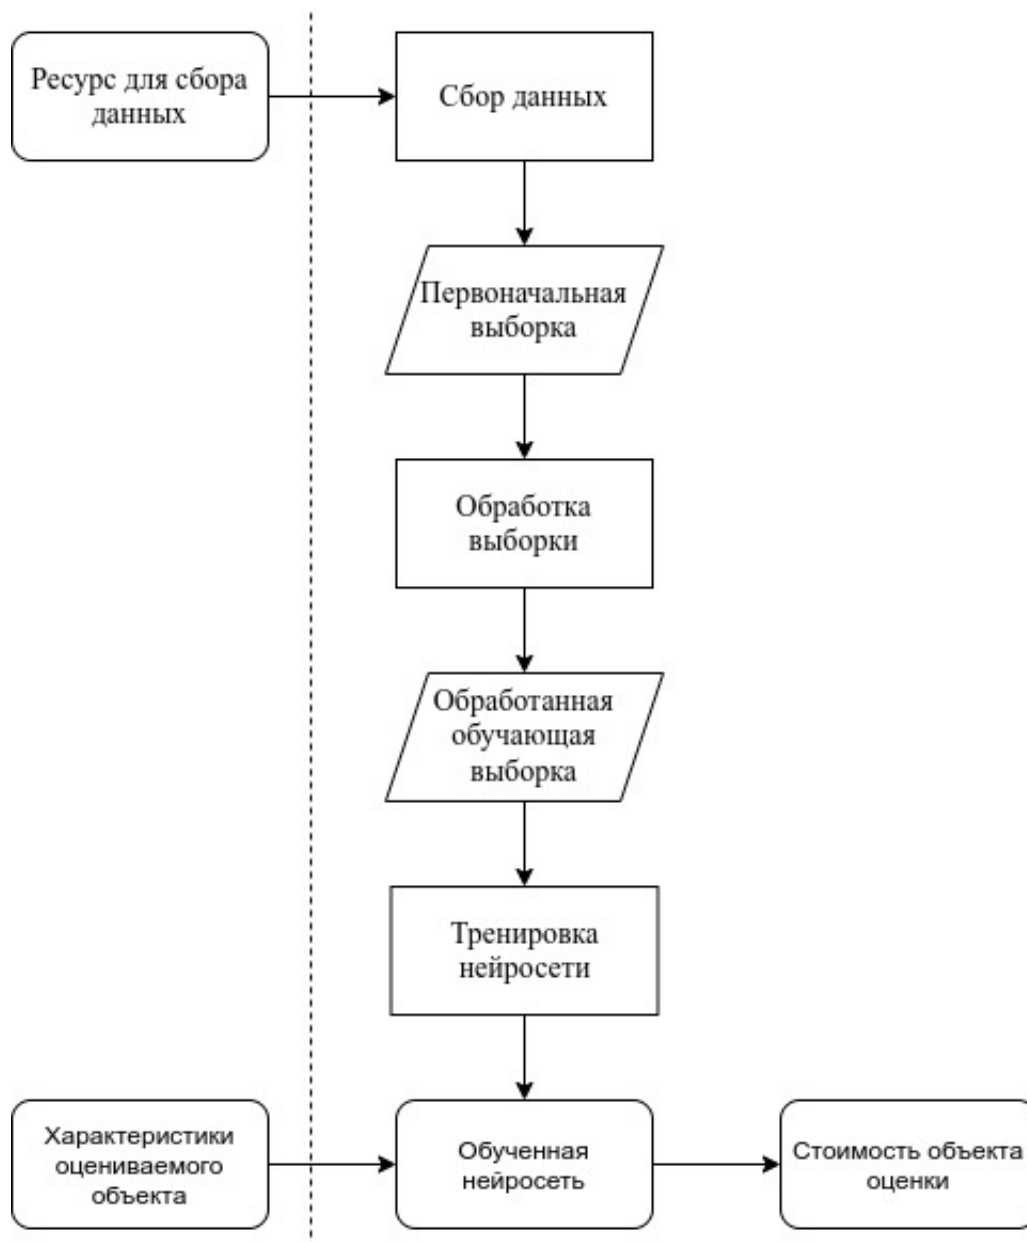 Ресурс для сбора
данных
Сбор данных
Первоначальная
выборка
Обработка
выборки
Обработанная
обучающая
выборка
Тренировка
нейросети
Характеристики
оцениваемого
объекта
Обученная
нейросеть
Стоимость объекта
оценки